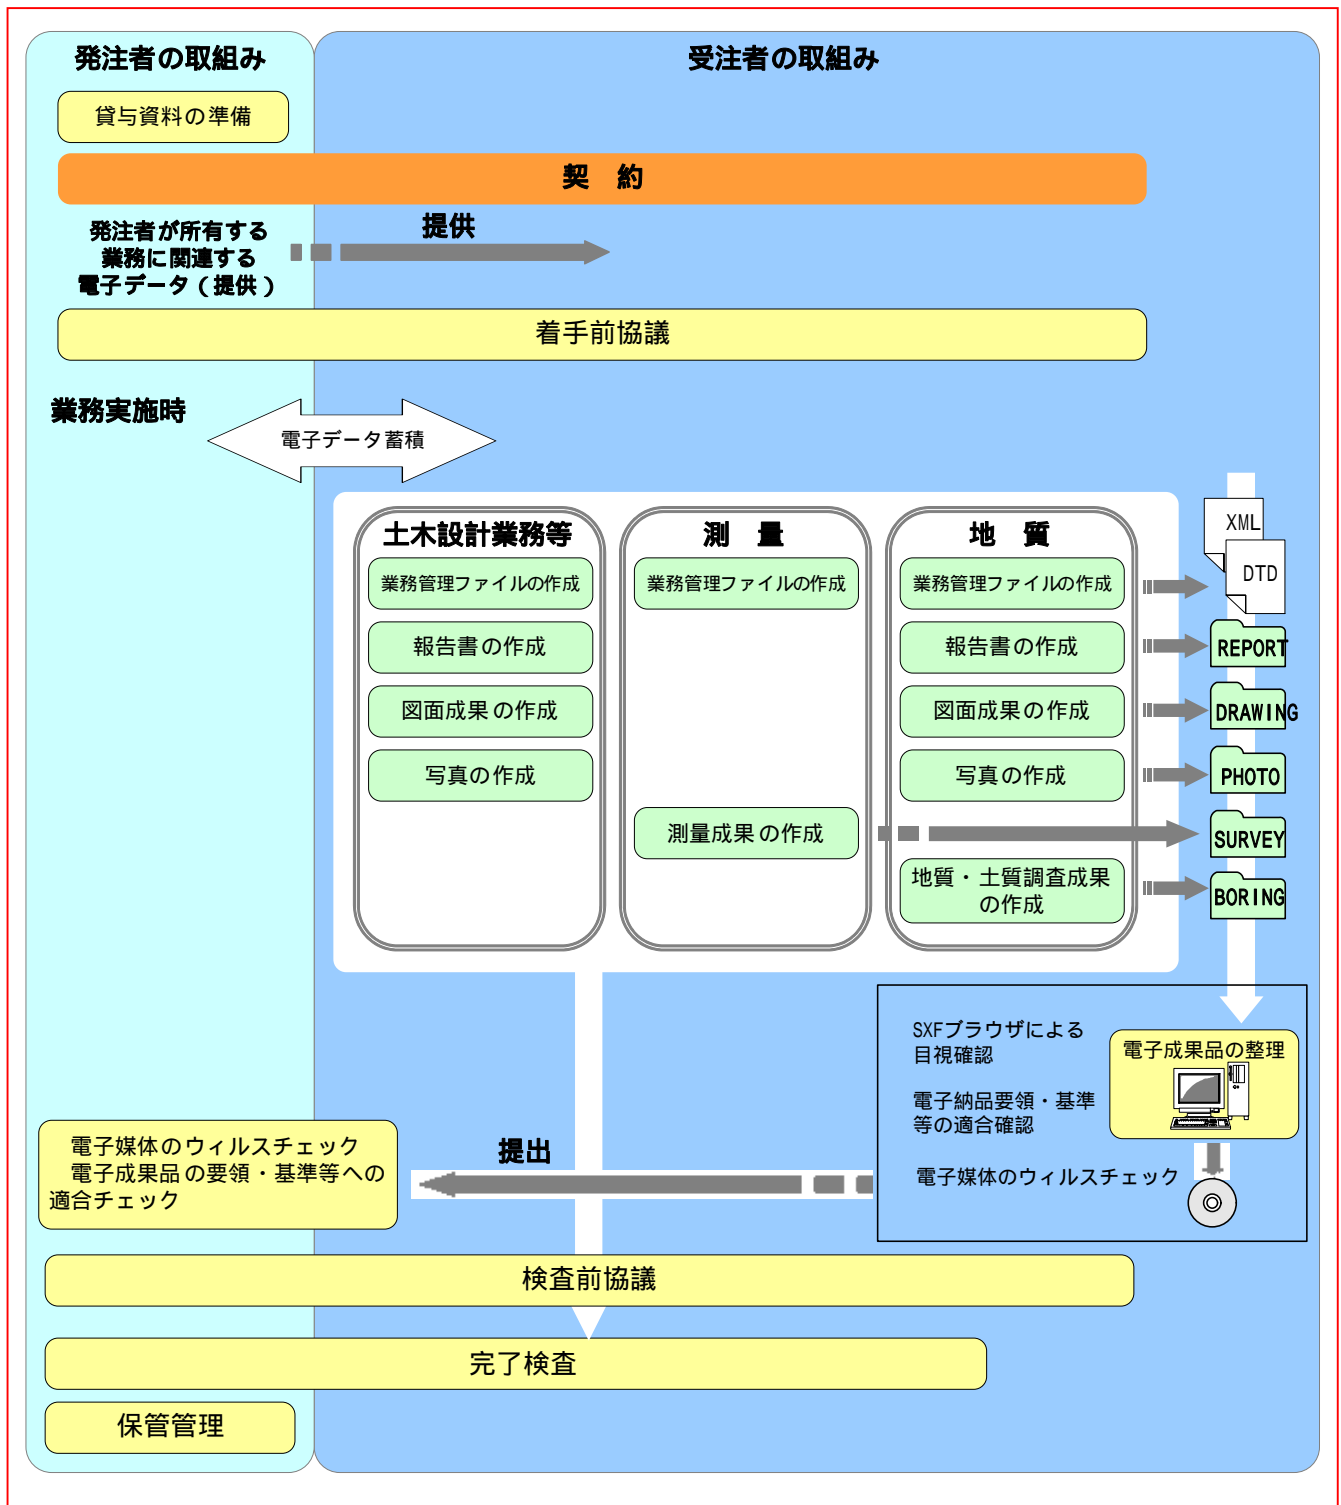 発注者の取組み
受注者の取組み
貸与資料の準備
契　約
発注者が所有する
業務に関連する
電子データ（提供）
提供
着手前協議
業務実施時
電子データ蓄積
土木設計業務等
業務管理ファイルの作成
報告書の作成
図面成果の作成
写真の作成
測　量
業務管理ファイルの作成
測量成果の作成
地　質
業務管理ファイルの作成
報告書の作成
図面成果の作成
写真の作成
地質・土質調査成果
の作成
XML
DTD
REPORT
DRAWING
PHOTO
SURVEY
BORING
SXFブラウザによる
目視確認
電子納品要領・基準
等の適合確認
電子媒体のウィルスチェック
電子成果品の整理
提出
電子媒体のウィルスチェック
電子成果品の要領・基準等への
適合チェック
検査前協議
完了検査
保管管理